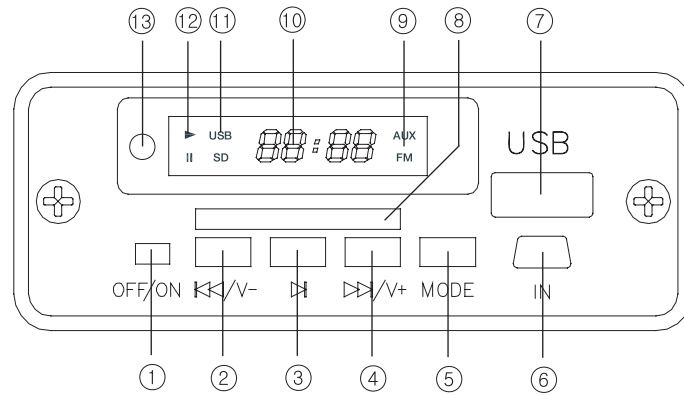 ⑬ ⑫ ⑪ ⑩ ⑨ ⑧ ⑦
USB 88:88 AUX
SD FM
USB
OFF/ON /V- /V+ MODE IN
① ② ③ ④ ⑤ ⑥